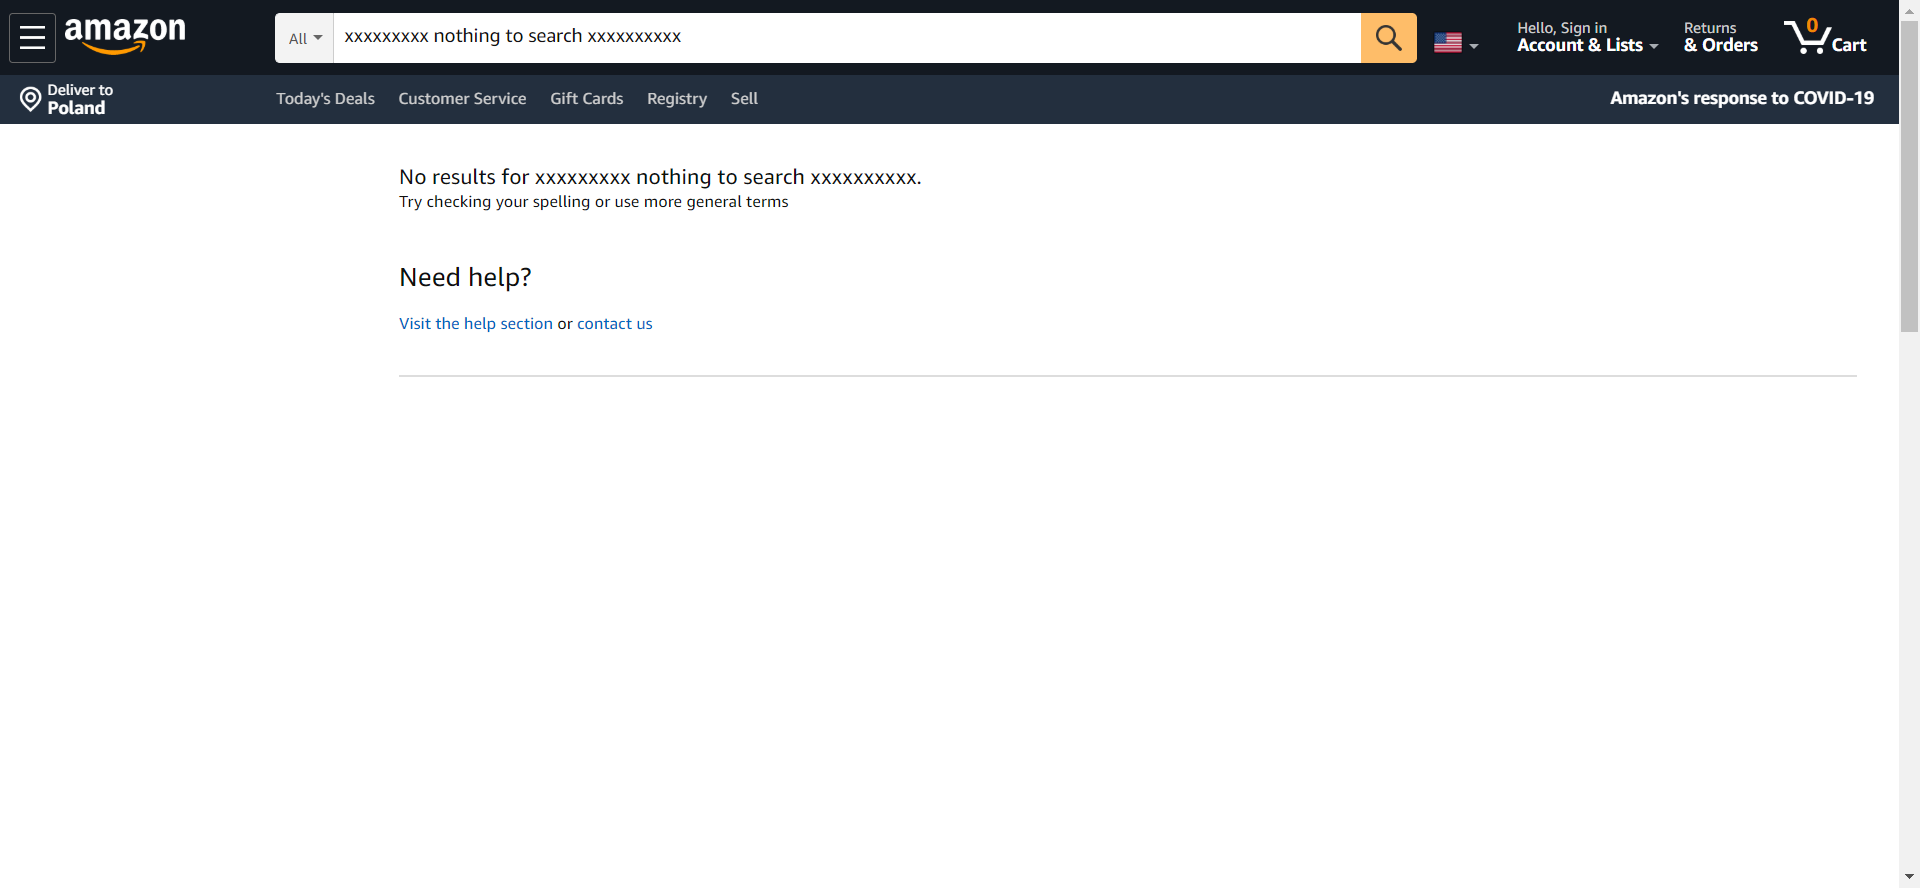 amazon
All
xxxxxxxxx nothing to search xxxxxxxxxx
Hello, Sign in
Account & Lists
Returns
& Orders
0
Cart
Deliver to
Poland
Today's Deals
Customer Service
Gift Cards
Registry
Sell
Amazon's response to COVID-19
No results for xxxxxxxxx nothing to search xxxxxxxxxx.
Try checking your spelling or use more general terms
Need help?
Visit the help section or contact us